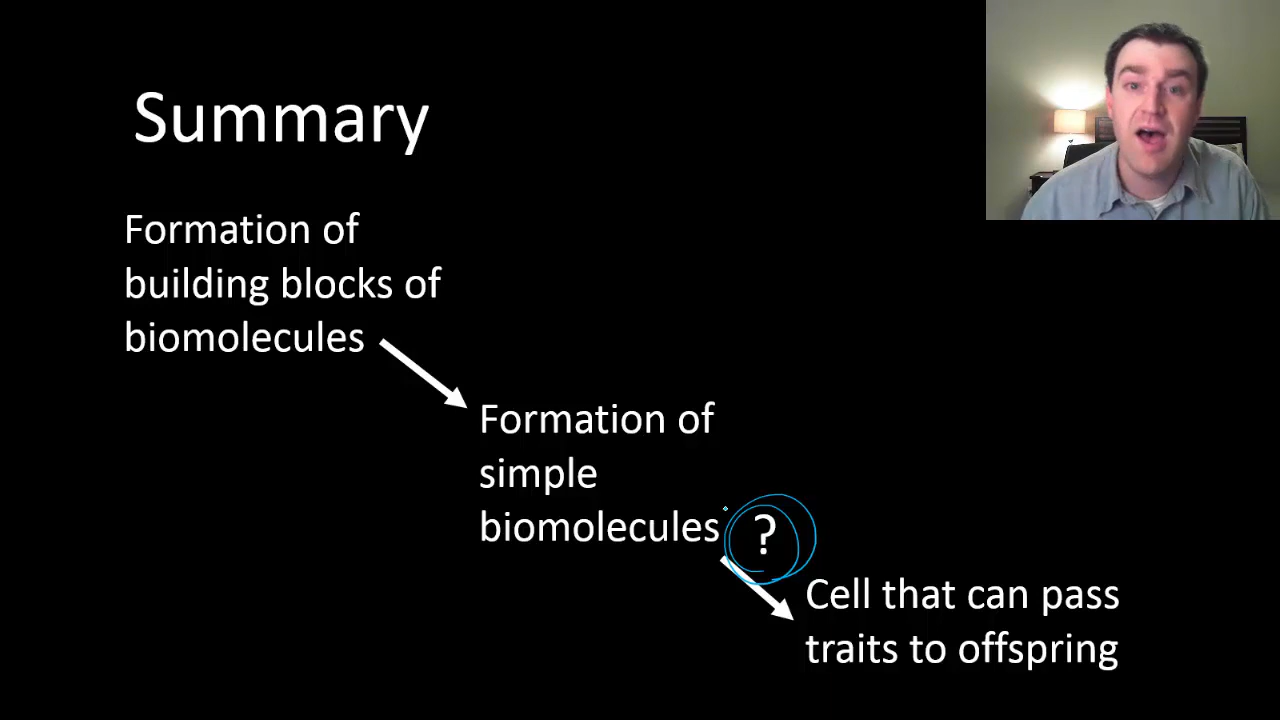 Summary
Formation of
building blocks of
biomolecules
Formation of
simple
biomolecules
?
Cell that can pass
traits to offspring